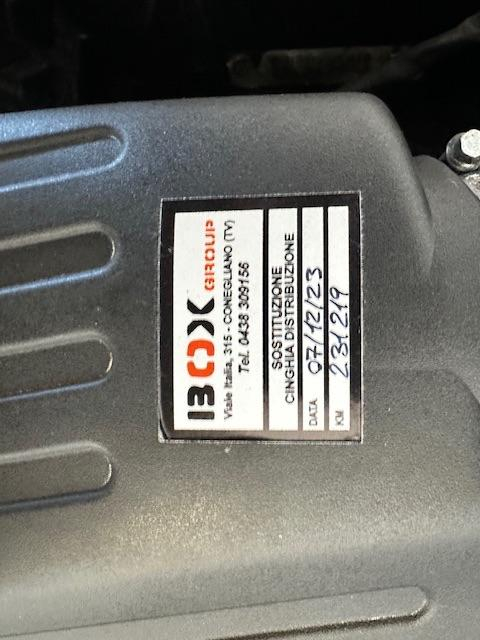 BOX GROUP
Viale Italia, 315 - CONEGLIANO (TV)
Tel. 0438 309156
SOSTITUZIONE
CINGHIA DISTRIBUZIONE
DATA 07/12/23
KM 231219